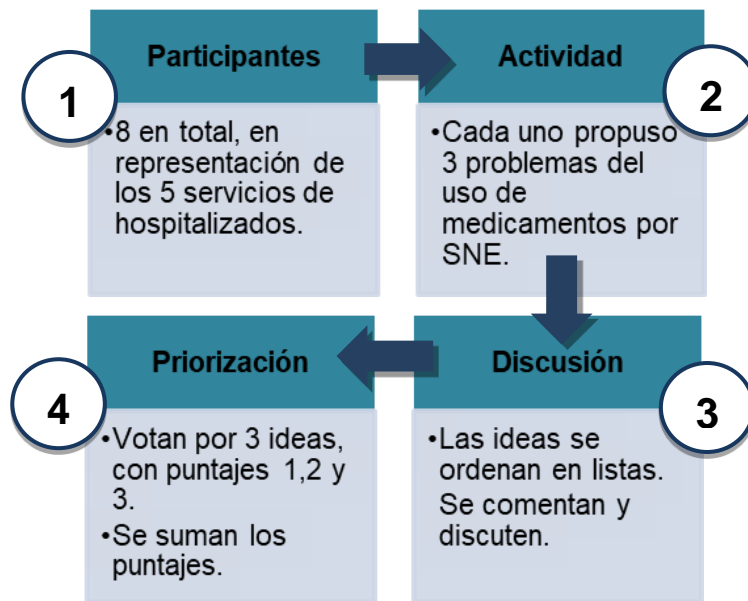 1
Participantes
•8 en total, en
representación de
los 5 servicios de
hospitalizados.
2
Actividad
•Cada uno propuso
3 problemas del
uso de
medicamentos por
SNE.
3
Discusión
•Las ideas se
ordenan en listas.
Se comentan y
discuten.
4
Priorización
•Votan por 3 ideas,
con puntajes 1,2 y
3.
•Se suman los
puntajes.